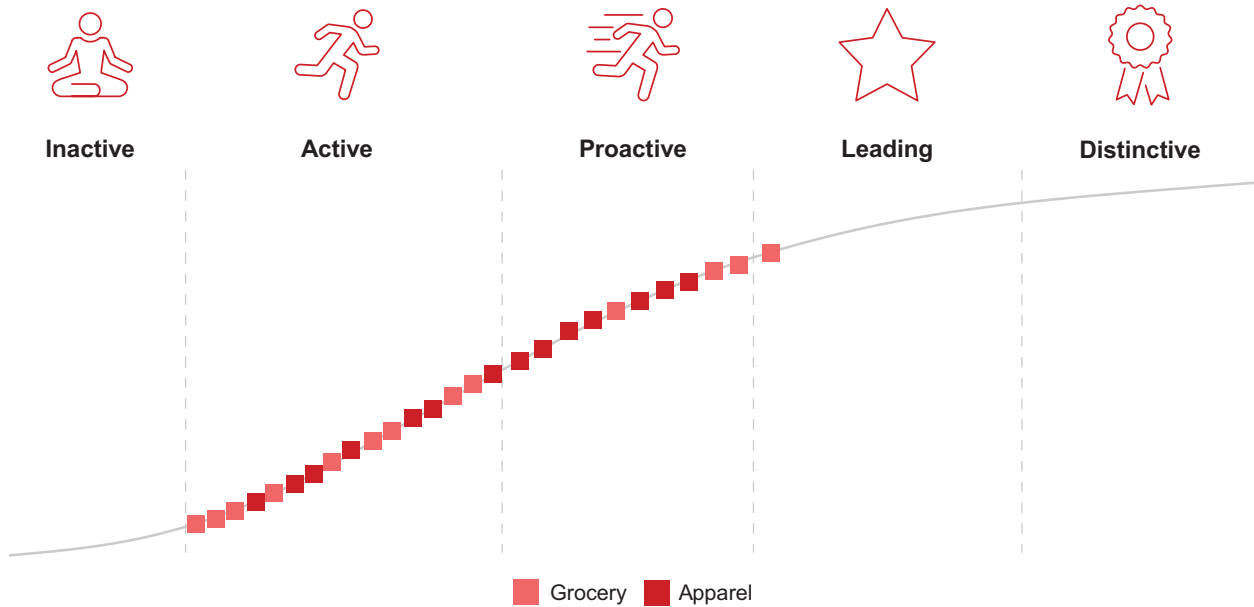 Inactive
Active
Proactive
Leading
Distinctive
Grocery
Apparel